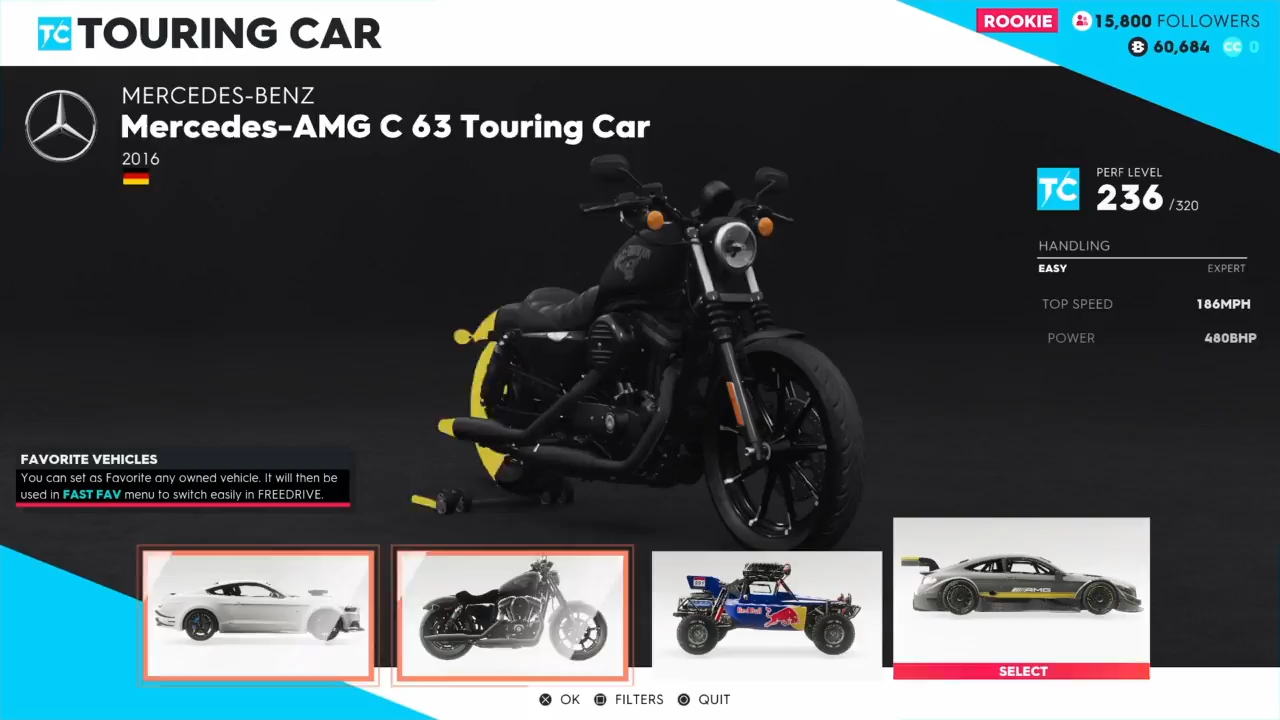 TC TOURING CAR
ROOKIE 15,800 FOLLOWERS
60,684 CC 0
MERCEDES-BENZ
Mercedes-AMG C 63 Touring Car
2016
TC PERF LEVEL
236 /320
HANDLING
EASY EXPERT
TOP SPEED 186MPH
POWER 480BHP
FAVORITE VEHICLES
You can set as Favorite any owned vehicle. It will then be
used in FAST FAV menu to switch easily in FREEDRIVE.
Red Bull
AMG
SELECT
OK FILTERS QUIT